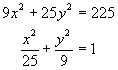 9x² + 25y² = 225
x²/25 + y²/9 = 1